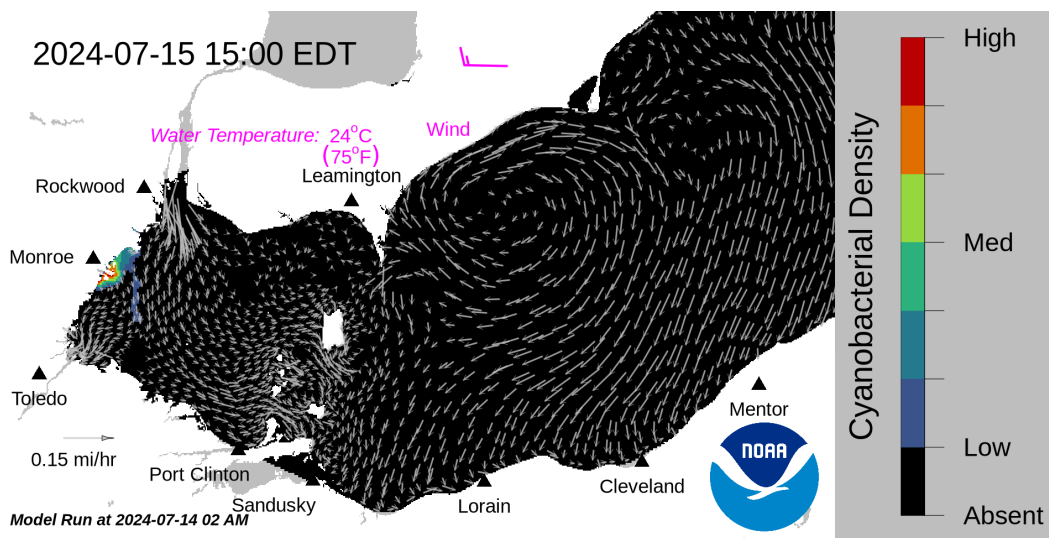 2024-07-15 15:00 EDT
Water Temperature: 24°C
(75°F)
Wind
Leamington
Rockwood
Monroe
Toledo
0.15 mi/hr
Port Clinton
Sandusky
Lorain
Cleveland
Mentor
NOAA
Model Run at 2024-07-14 02 AM
Cyanobacterial Density
High
Med
Low
Absent